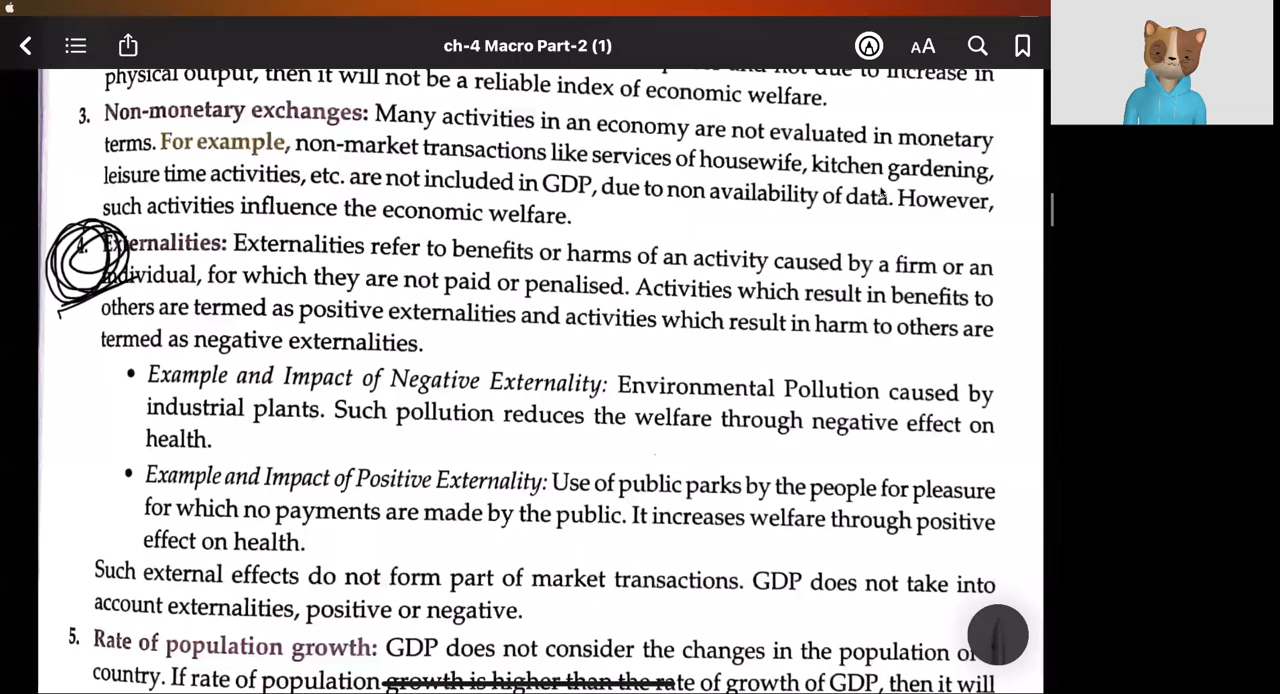 ch-4 Macro Part-2 (1)
AA
physical output, then it will not be a reliable index of economic welfare.
3. Non-monetary exchanges: Many activities in an economy are not evaluated in monetary
terms. For example, non-market transactions like services of housewife, kitchen gardening,
leisure time activities, etc. are not included in GDP, due to non availability of data. However,
such activities influence the economic welfare.
4. Externalities: Externalities refer to benefits or harms of an activity caused by a firm or an
individual, for which they are not paid or penalised. Activities which result in benefits to
others are termed as positive externalities and activities which result in harm to others are
termed as negative externalities.
• Example and Impact of Negative Externality: Environmental Pollution caused by
industrial plants. Such pollution reduces the welfare through negative effect on
health.
• Example and Impact of Positive Externality: Use of public parks by the people for pleasure
for which no payments are made by the public. It increases welfare through positive
effect on health.
Such external effects do not form part of market transactions. GDP does not take into
account externalities, positive or negative.
5. Rate of population growth: GDP does not consider the changes in the population of
country. If rate of population growth is higher than the rate of growth of GDP, then it will